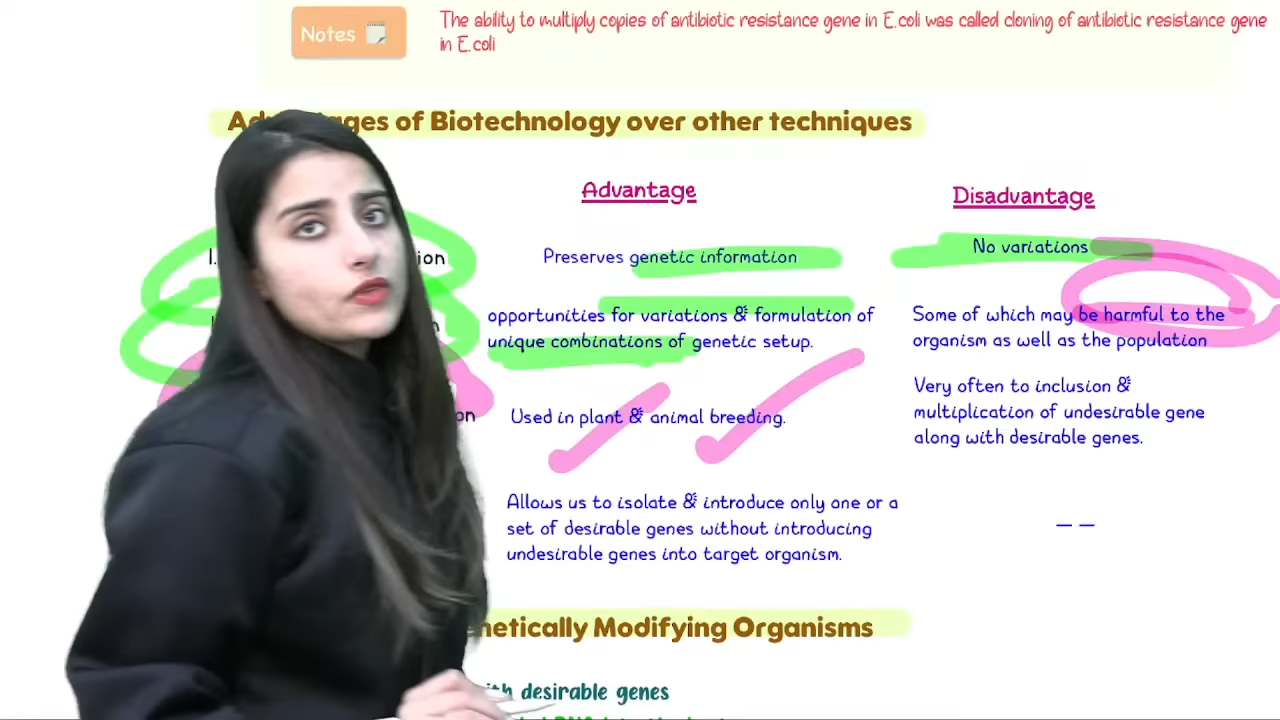 Notes
The ability to multiply copies of antibiotic resistance gene in E.coli was called cloning of antibiotic resistance gene
in E.coli
Advantages of Biotechnology over other techniques
Advantage
Disadvantage
1.
Preserves genetic information
No variations
opportunities for variations & formulation of
unique combinations of genetic setup.
Some of which may be harmful to the
organism as well as the population
Used in plant & animal breeding.
Very often to inclusion &
multiplication of undesirable gene
along with desirable genes.
Allows us to isolate & introduce only one or a
set of desirable genes without introducing
undesirable genes into target organism.
— —
Modifying Organisms
desirable genes